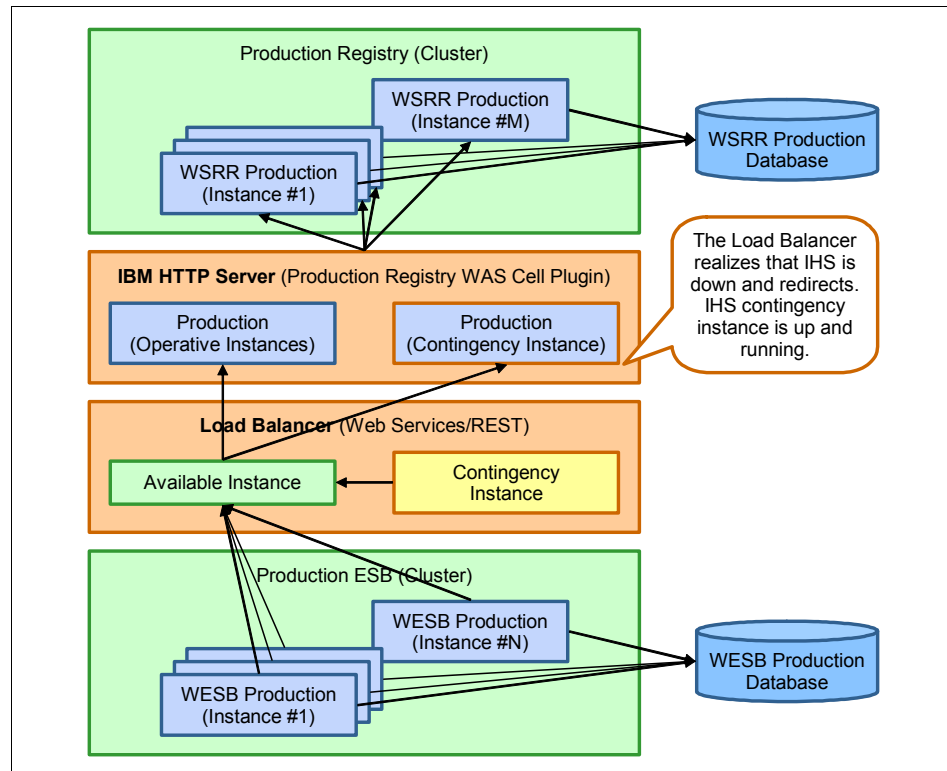 Production Registry (Cluster)
WSRR Production
(Instance #M)
WSRR Production
(Instance #1)
WSRR Production
Database
IBM HTTP Server (Production Registry WAS Cell Plugin)
Production
(Operative Instances)
Production
(Contingency Instance)
The Load Balancer
realizes that IHS is
down and redirects.
IHS contingency
instance is up and
running.
Load Balancer (Web Services/REST)
Available Instance
Contingency
Instance
Production ESB (Cluster)
WESB Production
(Instance #N)
WESB Production
(Instance #1)
WESB Production
Database